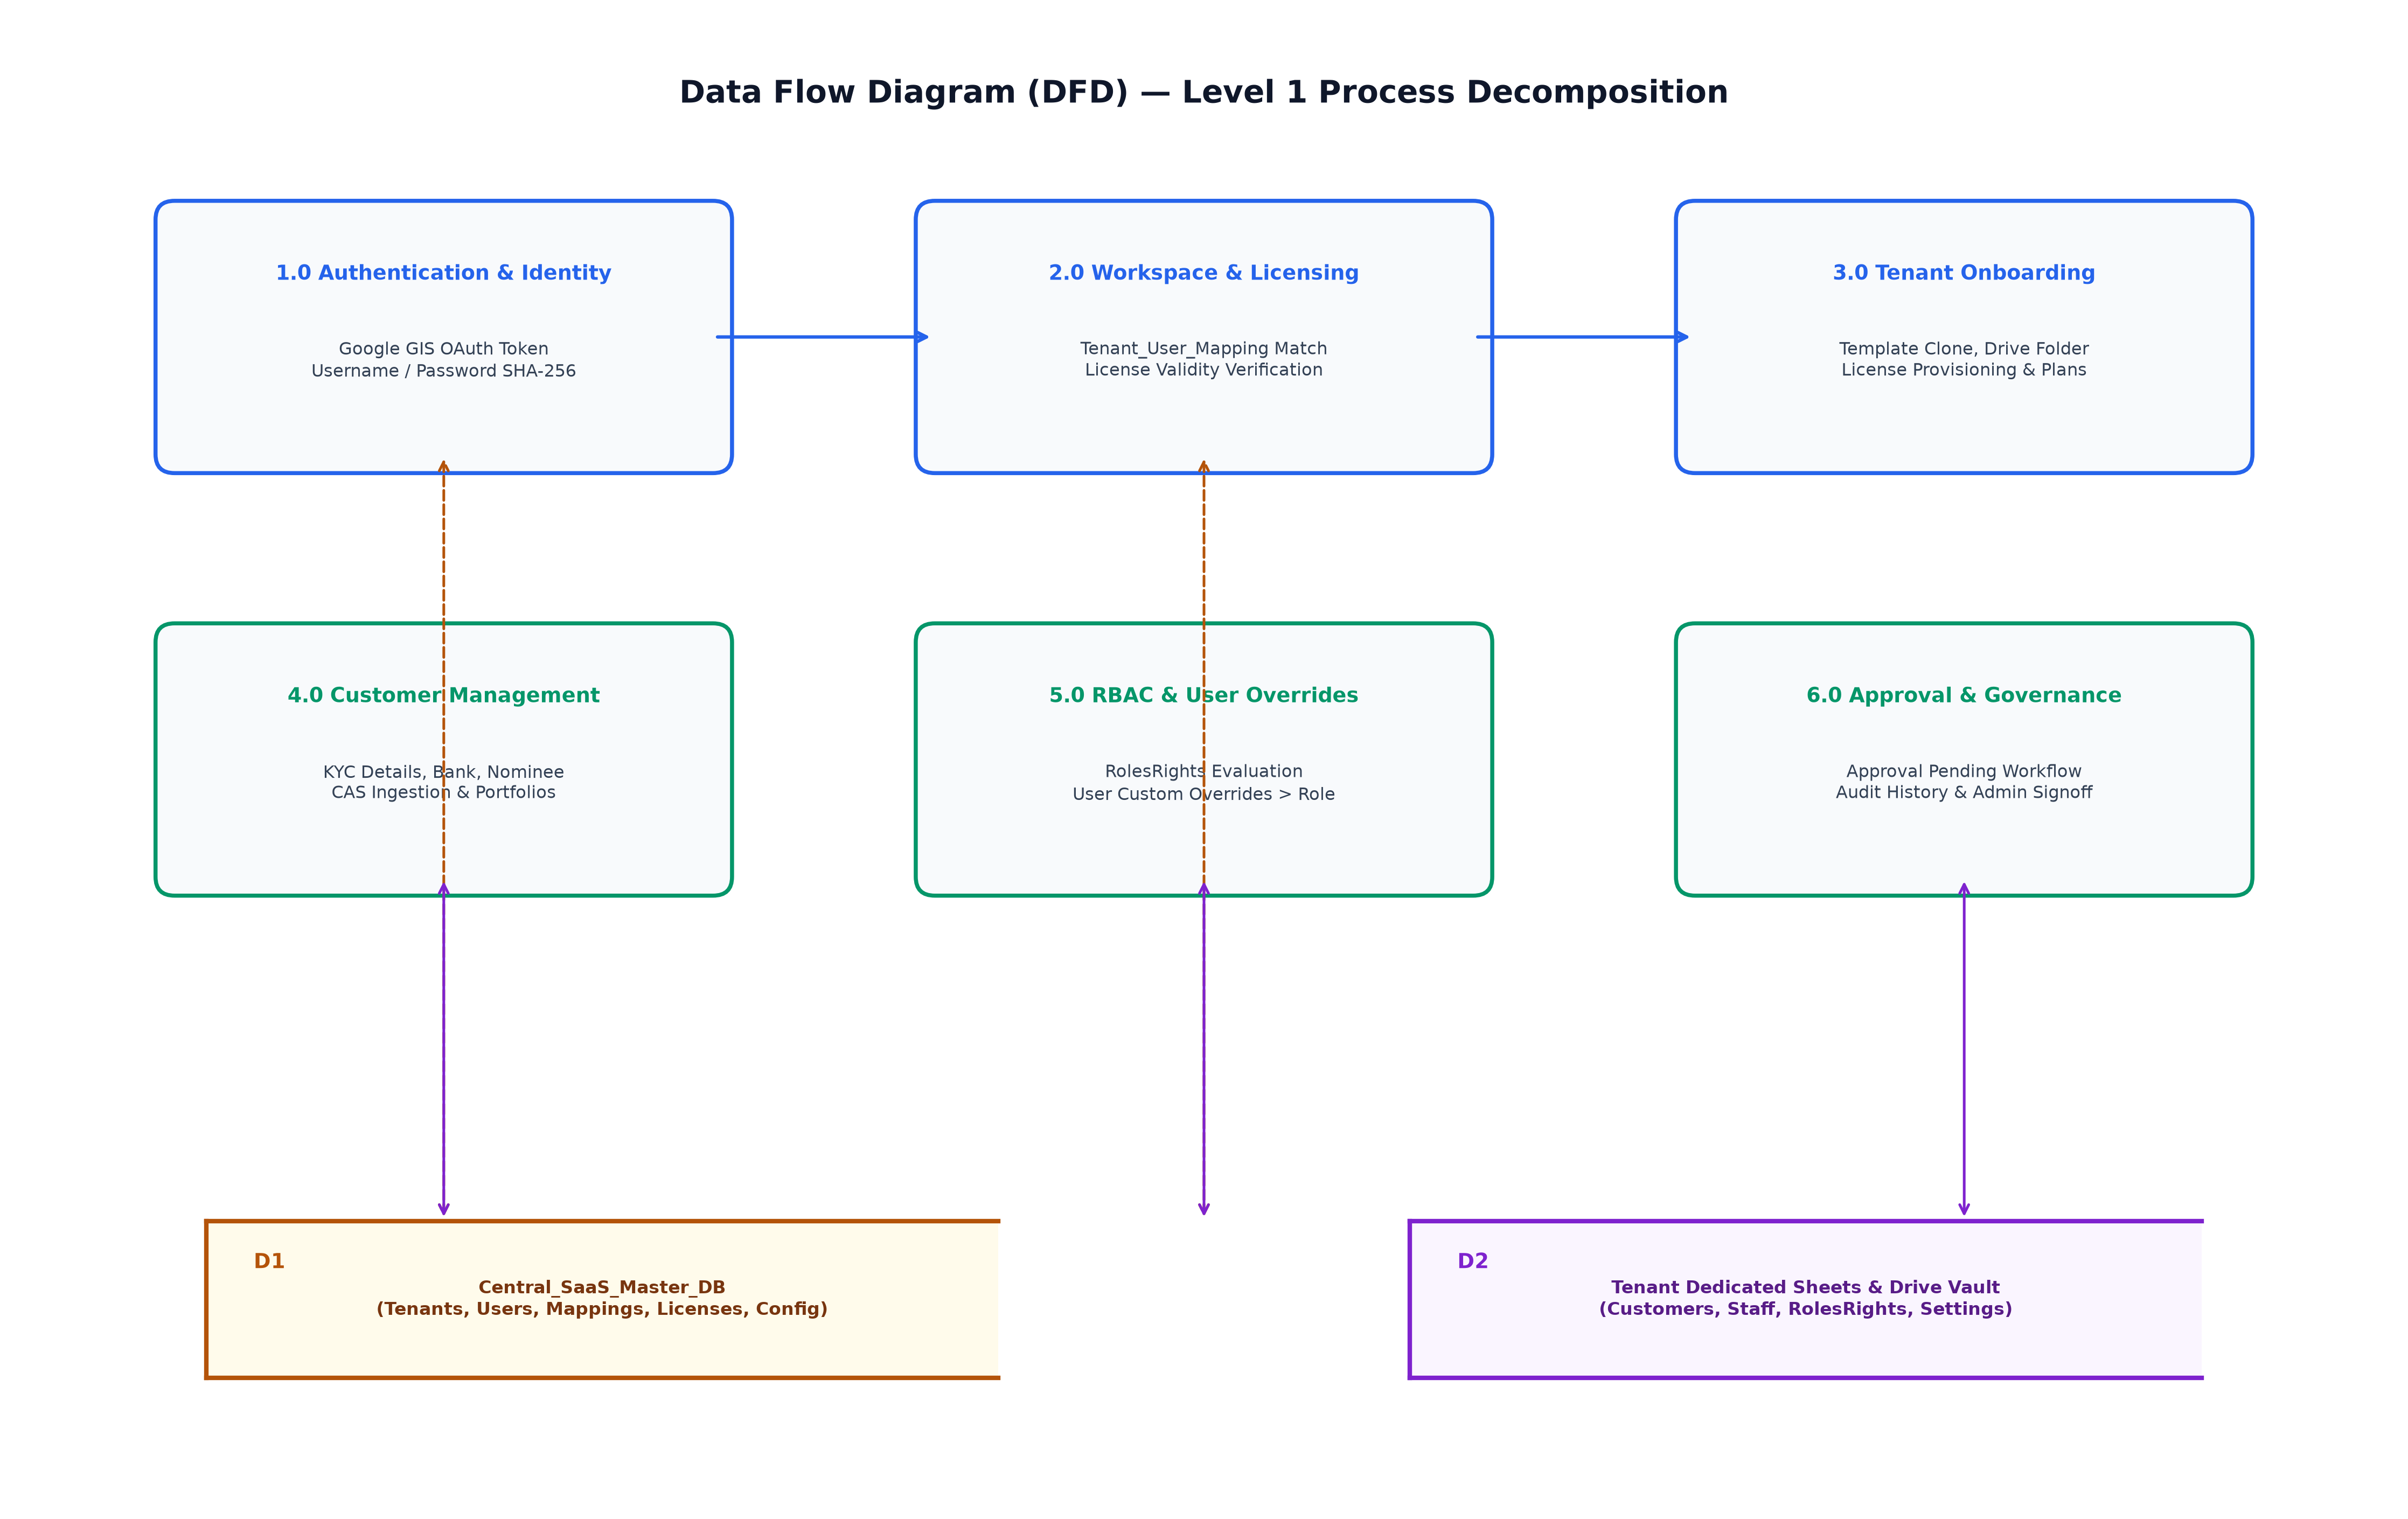 Data Flow Diagram (DFD) — Level 1 Process Decomposition
1.0 Authentication & Identity
Google GIS OAuth Token
Username / Password SHA-256
2.0 Workspace & Licensing
Tenant_User_Mapping Match
License Validity Verification
3.0 Tenant Onboarding
Template Clone, Drive Folder
License Provisioning & Plans
4.0 Customer Management
KYC Details, Bank, Nominee
CAS Ingestion & Portfolios
5.0 RBAC & User Overrides
RolesRights Evaluation
User Custom Overrides > Role
6.0 Approval & Governance
Approval Pending Workflow
Audit History & Admin Signoff
D1
Central_SaaS_Master_DB
(Tenants, Users, Mappings, Licenses, Config)
D2
Tenant Dedicated Sheets & Drive Vault
(Customers, Staff, RolesRights, Settings)